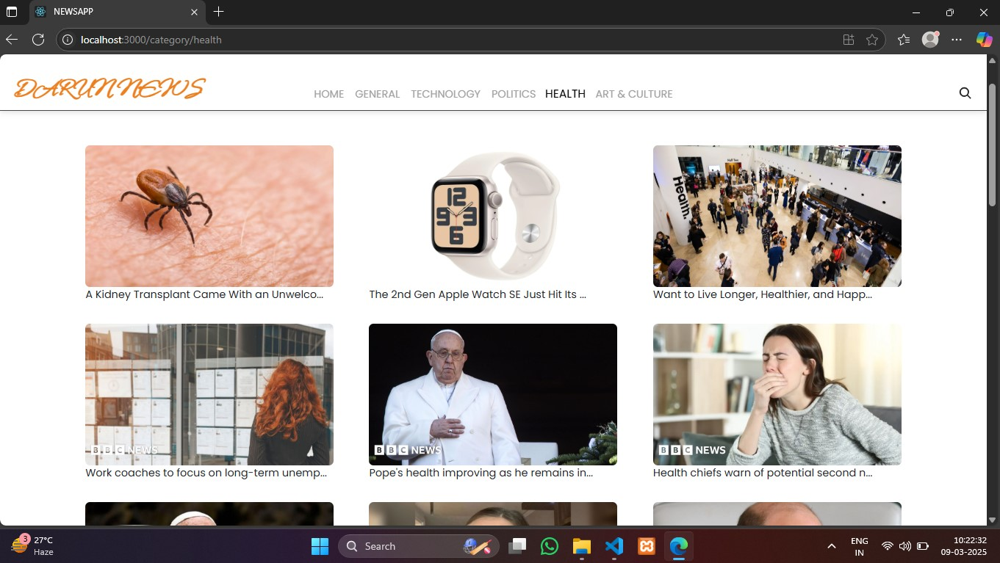 NEWSAPP
localhost:3000/category/health
DARUNNEWS
HOME GENERAL TECHNOLOGY POLITICS HEALTH ART & CULTURE
Health.
12
9 3
6
A Kidney Transplant Came With an Unwelco...
The 2nd Gen Apple Watch SE Just Hit Its ...
Want to Live Longer, Healthier, and Happ...
BBC NEWS
BBC NEWS
BBC NEWS
Work coaches to focus on long-term unemp...
Pope's health improving as he remains in...
Health chiefs warn of potential second n...
3
27°C
Haze
Search
ENG
IN
10:22:32
09-03-2025